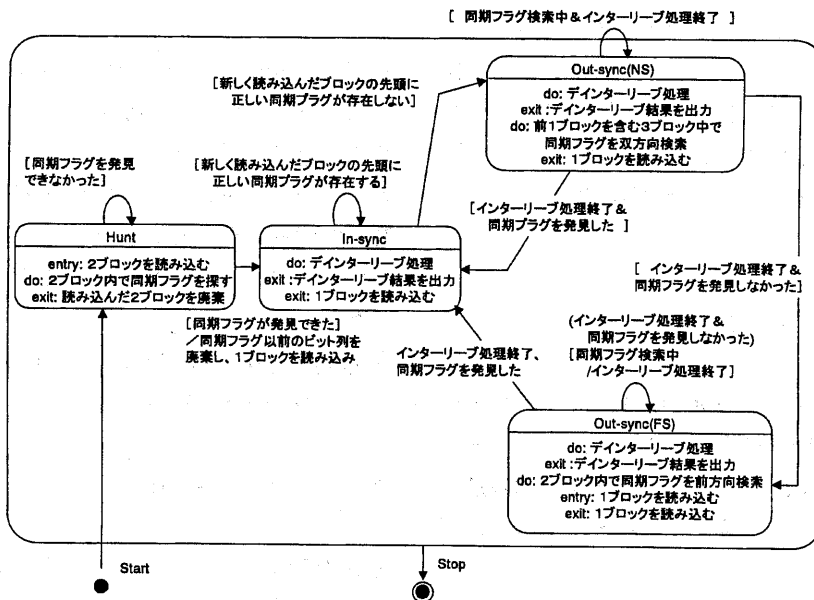 [ 同期フラグ検索中&インターリーブ処理終了 ]
Out-sync(NS)
do: デインターリーブ処理
exit :デインターリーブ結果を出力
do: 前1ブロックを含む3ブロック中で
同期フラグを双方向検索
exit: 1ブロックを読み込む
[新しく読み込んだブロックの先頭に
正しい同期フラグが存在しない]
[同期フラグを発見
できなかった]
[新しく読み込んだブロックの先頭に
正しい同期フラグが存在する]
[インターリーブ処理終了&
同期フラグを発見した ]
Hunt
entry: 2ブロックを読み込む
do: 2ブロック内で同期フラグを探す
exit: 読み込んだ2ブロックを廃棄
In-sync
do: デインターリーブ処理
exit :デインターリーブ結果を出力
exit: 1ブロックを読み込む
[ インターリーブ処理終了&
同期フラグを発見しなかった]
[同期フラグが発見できた]
/同期フラグ以前のビット列を
廃棄し、1ブロックを読み込み
インターリーブ処理終了、
同期フラグを発見した
(インターリーブ処理終了&
同期フラグを発見しなかった)
[同期フラグ検索中
/インターリーブ処理終了]
Out-sync(FS)
do: デインターリーブ処理
exit :デインターリーブ結果を出力
do: 2ブロック内で同期フラグを前方向検索
entry: 1ブロックを読み込む
exit: 1ブロックを読み込む
Start
Stop